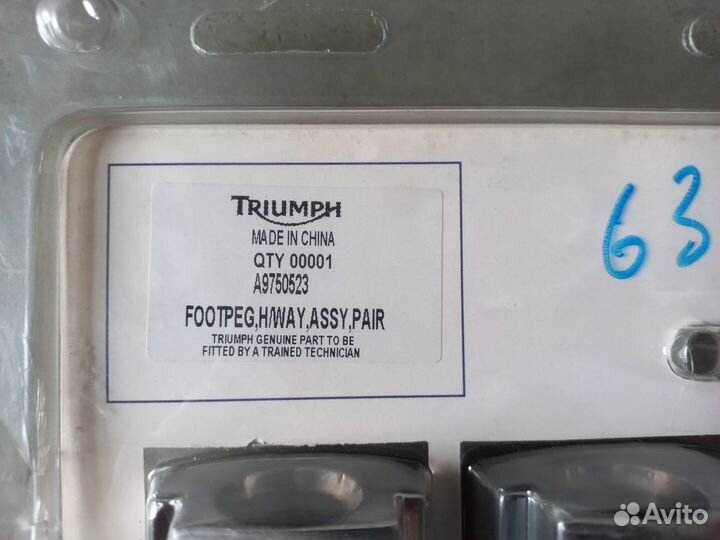 TRIUMPH
MADE IN CHINA
QTY 00001
A9750523
FOOTPEG,H/WAY,ASSY,PAIR
TRIUMPH GENUINE PART TO BE
FITTED BY A TRAINED TECHNICIAN
63
Avito